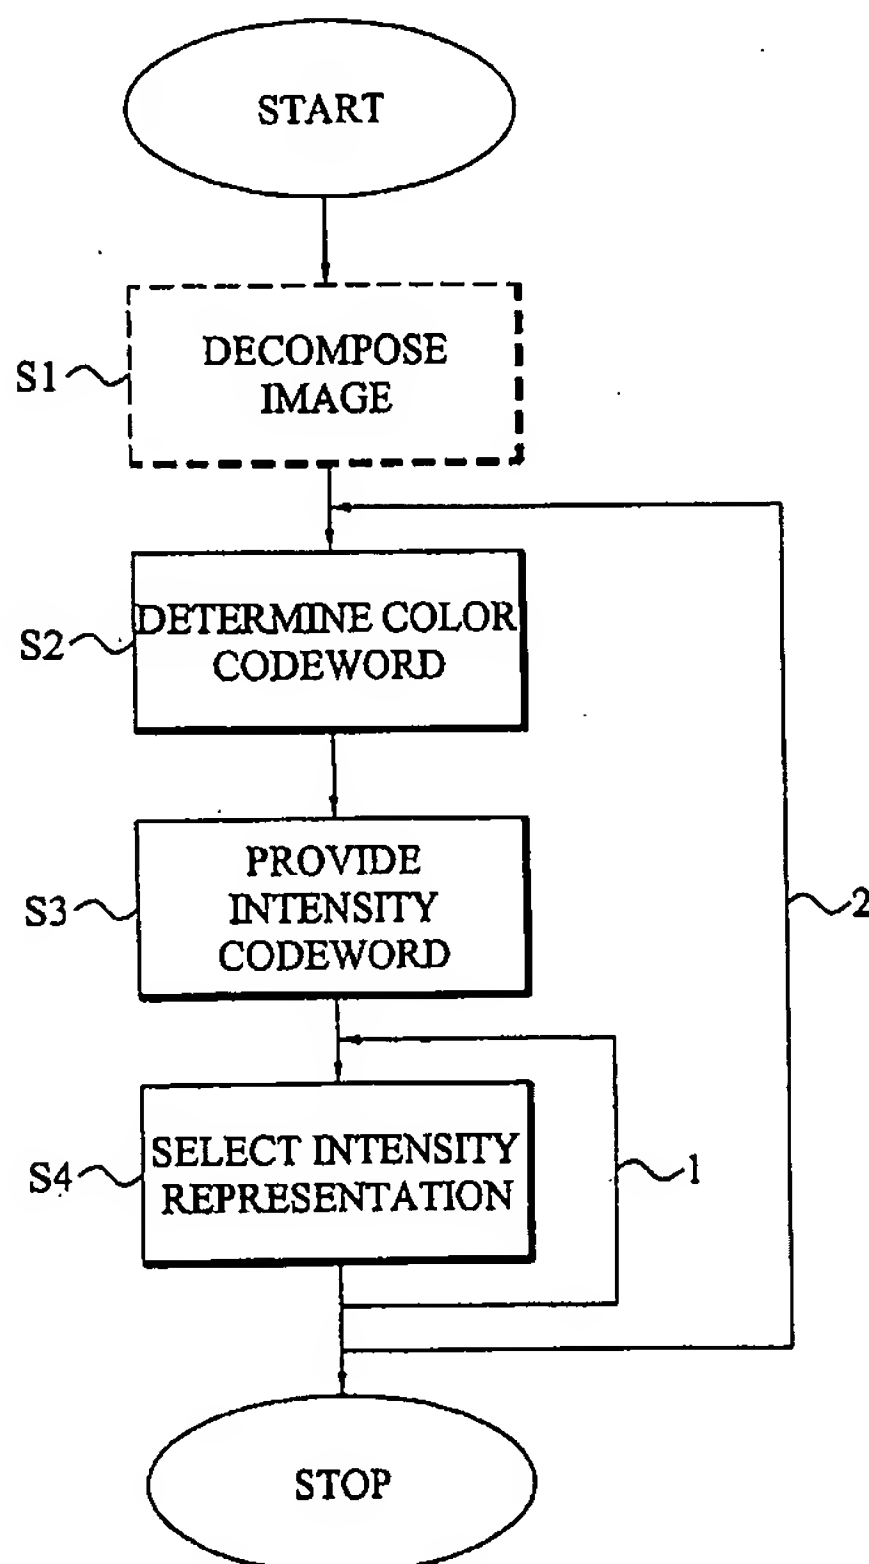 START
S1
DECOMPOSE
IMAGE
S2
DETERMINE COLOR
CODEWORD
2
S3
PROVIDE
INTENSITY
CODEWORD
S4
SELECT INTENSITY
REPRESENTATION
1
STOP